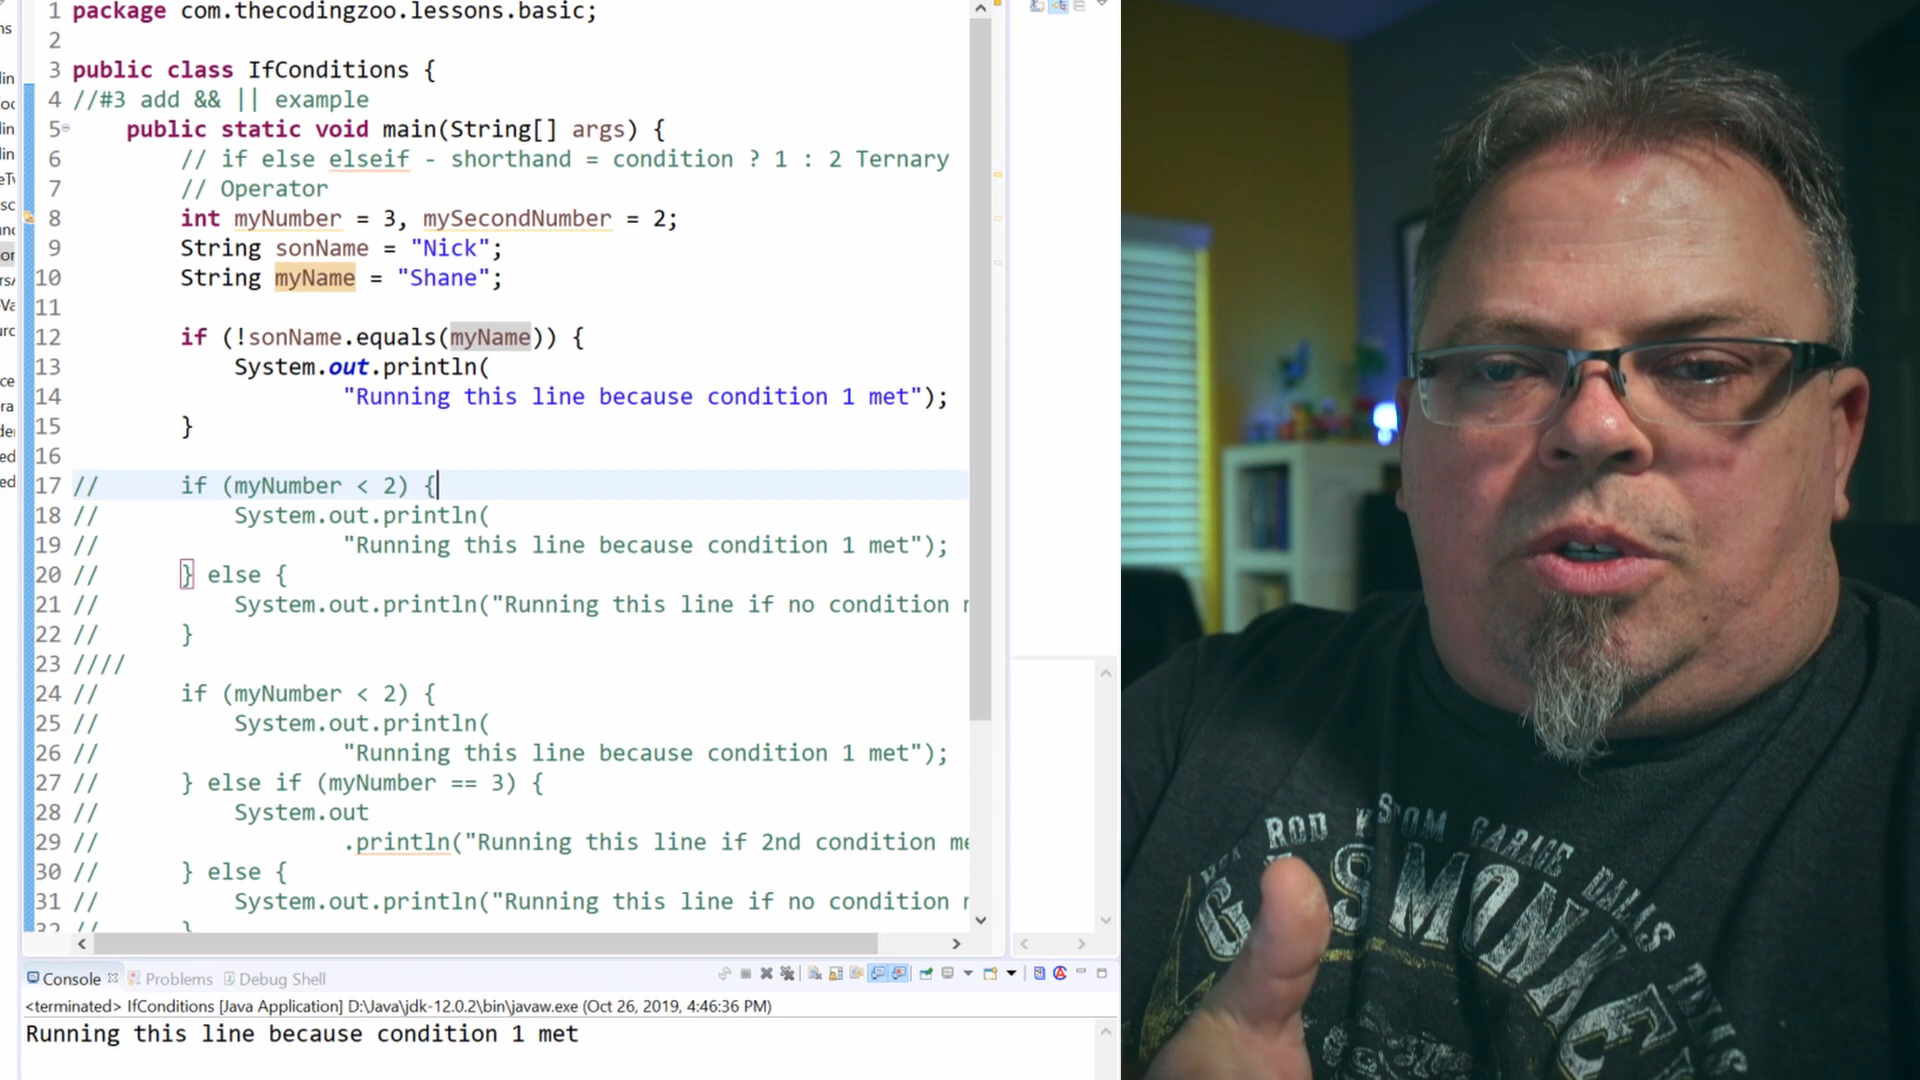 1 package com.thecodingzoo.lessons.basic;
2
3 public class IfConditions {
4 //#3 add && || example
5 public static void main(String[] args) {
6 // if else elseif - shorthand = condition ? 1 : 2 Ternary
7 // Operator
8 int myNumber = 3, mySecondNumber = 2;
9 String sonName = "Nick";
10 String myName = "Shane";
11
12 if (!sonName.equals(myName)) {
13 System.out.println(
14 "Running this line because condition 1 met");
15 }
16
17 // if (myNumber < 2) {
18 // System.out.println(
19 // "Running this line because condition 1 met");
20 // } else {
21 // System.out.println("Running this line if no condition
22 // }
23 ////
24 // if (myNumber < 2) {
25 // System.out.println(
26 // "Running this line because condition 1 met");
27 // } else if (myNumber == 3) {
28 // System.out
29 // .println("Running this line if 2nd condition me
30 // } else {
31 // System.out.println("Running this line if no condition
32 // }
Console Problems Debug Shell
<terminated> IfConditions [Java Application] D:\Java\jdk-12.0.2\bin\javaw.exe (Oct 26, 2019, 4:46:36 PM)
Running this line because condition 1 met
ROD KUSTOM GARAGE DALLAS TEXAS
GAS MONKEY